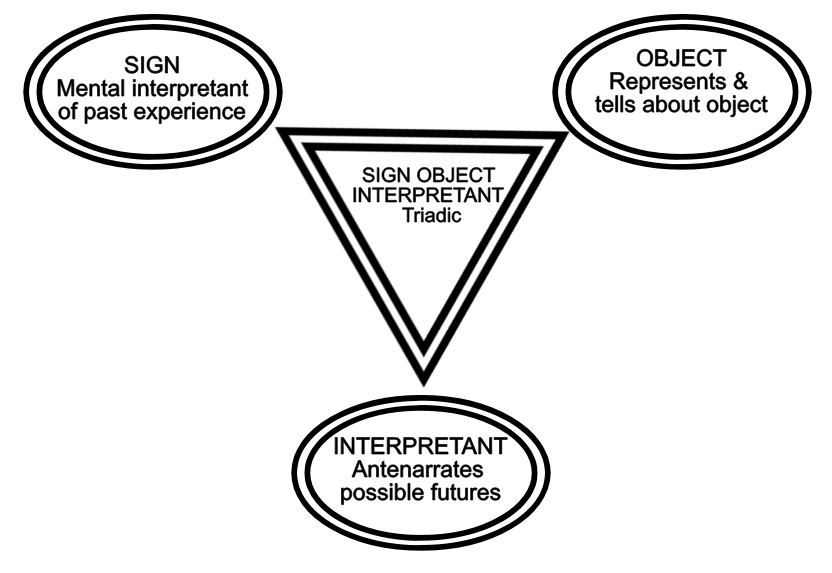 SIGN
Mental interpretant
of past experience
OBJECT
Represents &
tells about object
SIGN OBJECT
INTERPRETANT
Triadic
INTERPRETANT
Antenarrates
possible futures